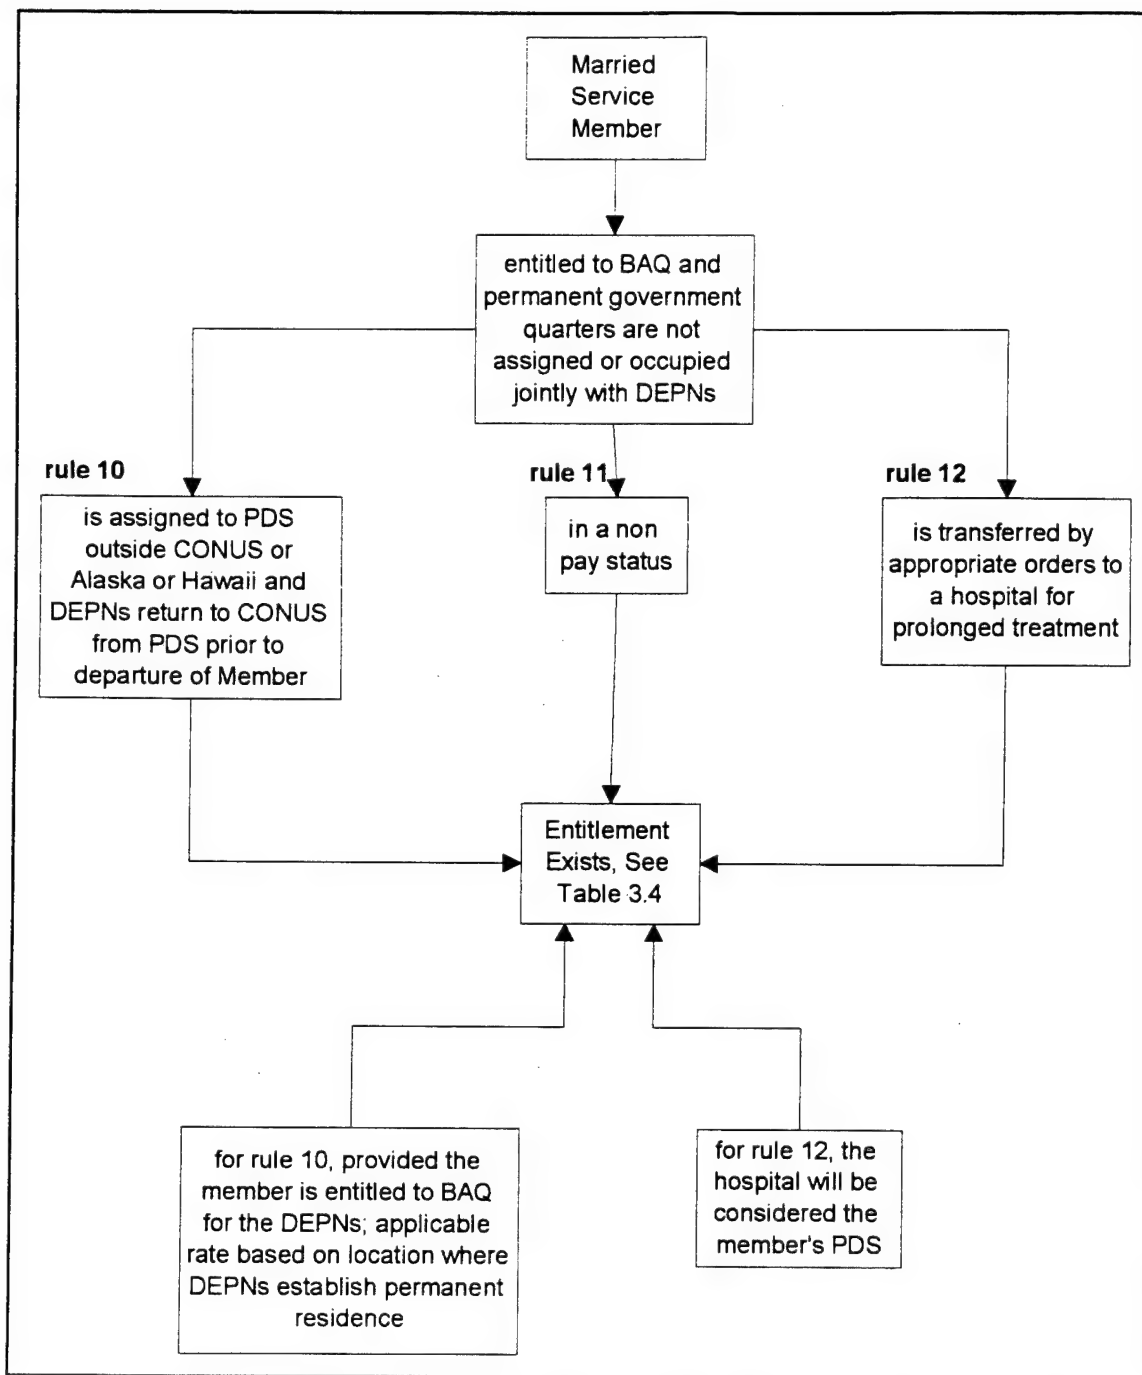 Married
Service
Member
entitled to BAQ and
permanent government
quarters are not
assigned or occupied
jointly with DEPNs
rule 10
is assigned to PDS
outside CONUS or
Alaska or Hawaii and
DEPNs return to CONUS
from PDS prior to
departure of Member
rule 11
in a non
pay status
rule 12
is transferred by
appropriate orders to
a hospital for
prolonged treatment
Entitlement
Exists, See
Table 3.4
for rule 10, provided the
member is entitled to BAQ
for the DEPNs; applicable
rate based on location where
DEPNs establish permanent
residence
for rule 12, the
hospital will be
considered the
member's PDS